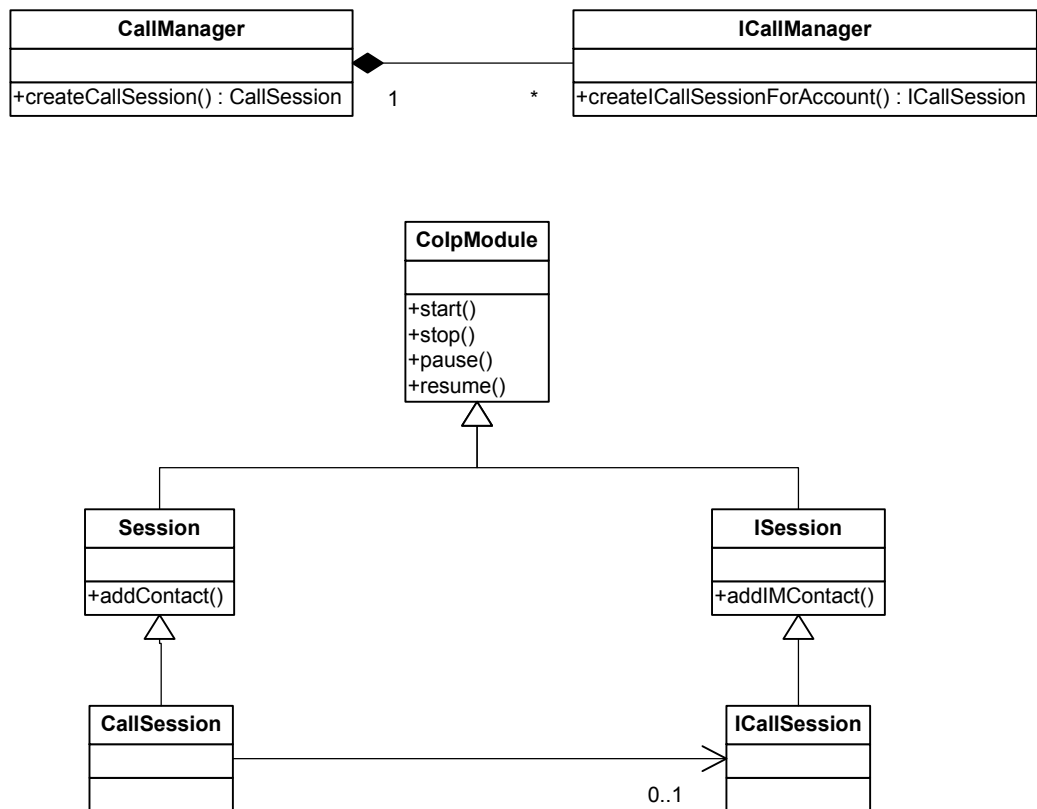 CallManager
+createCallSession() : CallSession
1
*
ICallManager
+createICallSessionForAccount() : ICallSession
CoIpModule
+start()
+stop()
+pause()
+resume()
Session
+addContact()
ISession
+addIMContact()
CallSession
ICallSession
0..1